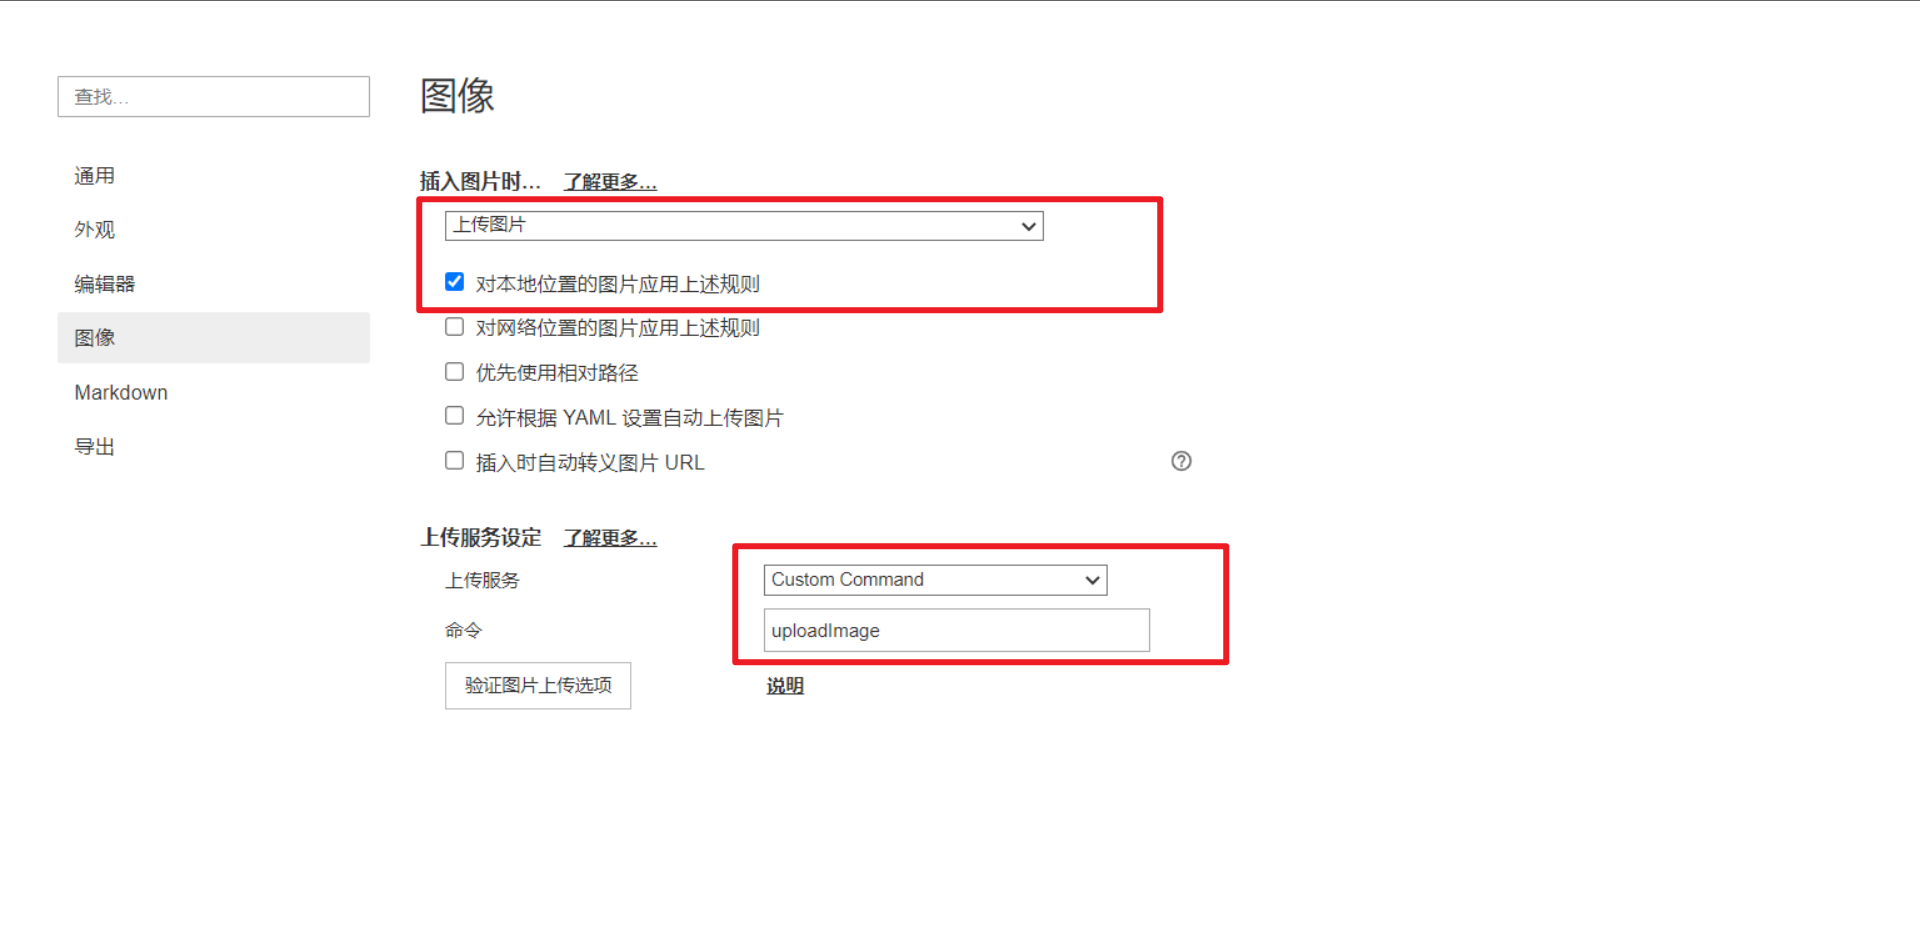 查找...
通用
外观
编辑器
图像
Markdown
导出
图像
插入图片时... 了解更多...
上传图片
对本地位置的图片应用上述规则
对网络位置的图片应用上述规则
优先使用相对路径
允许根据 YAML 设置自动上传图片
插入时自动转义图片 URL
上传服务设定 了解更多...
上传服务 Custom Command
命令 uploadImage
验证图片上传选项 说明